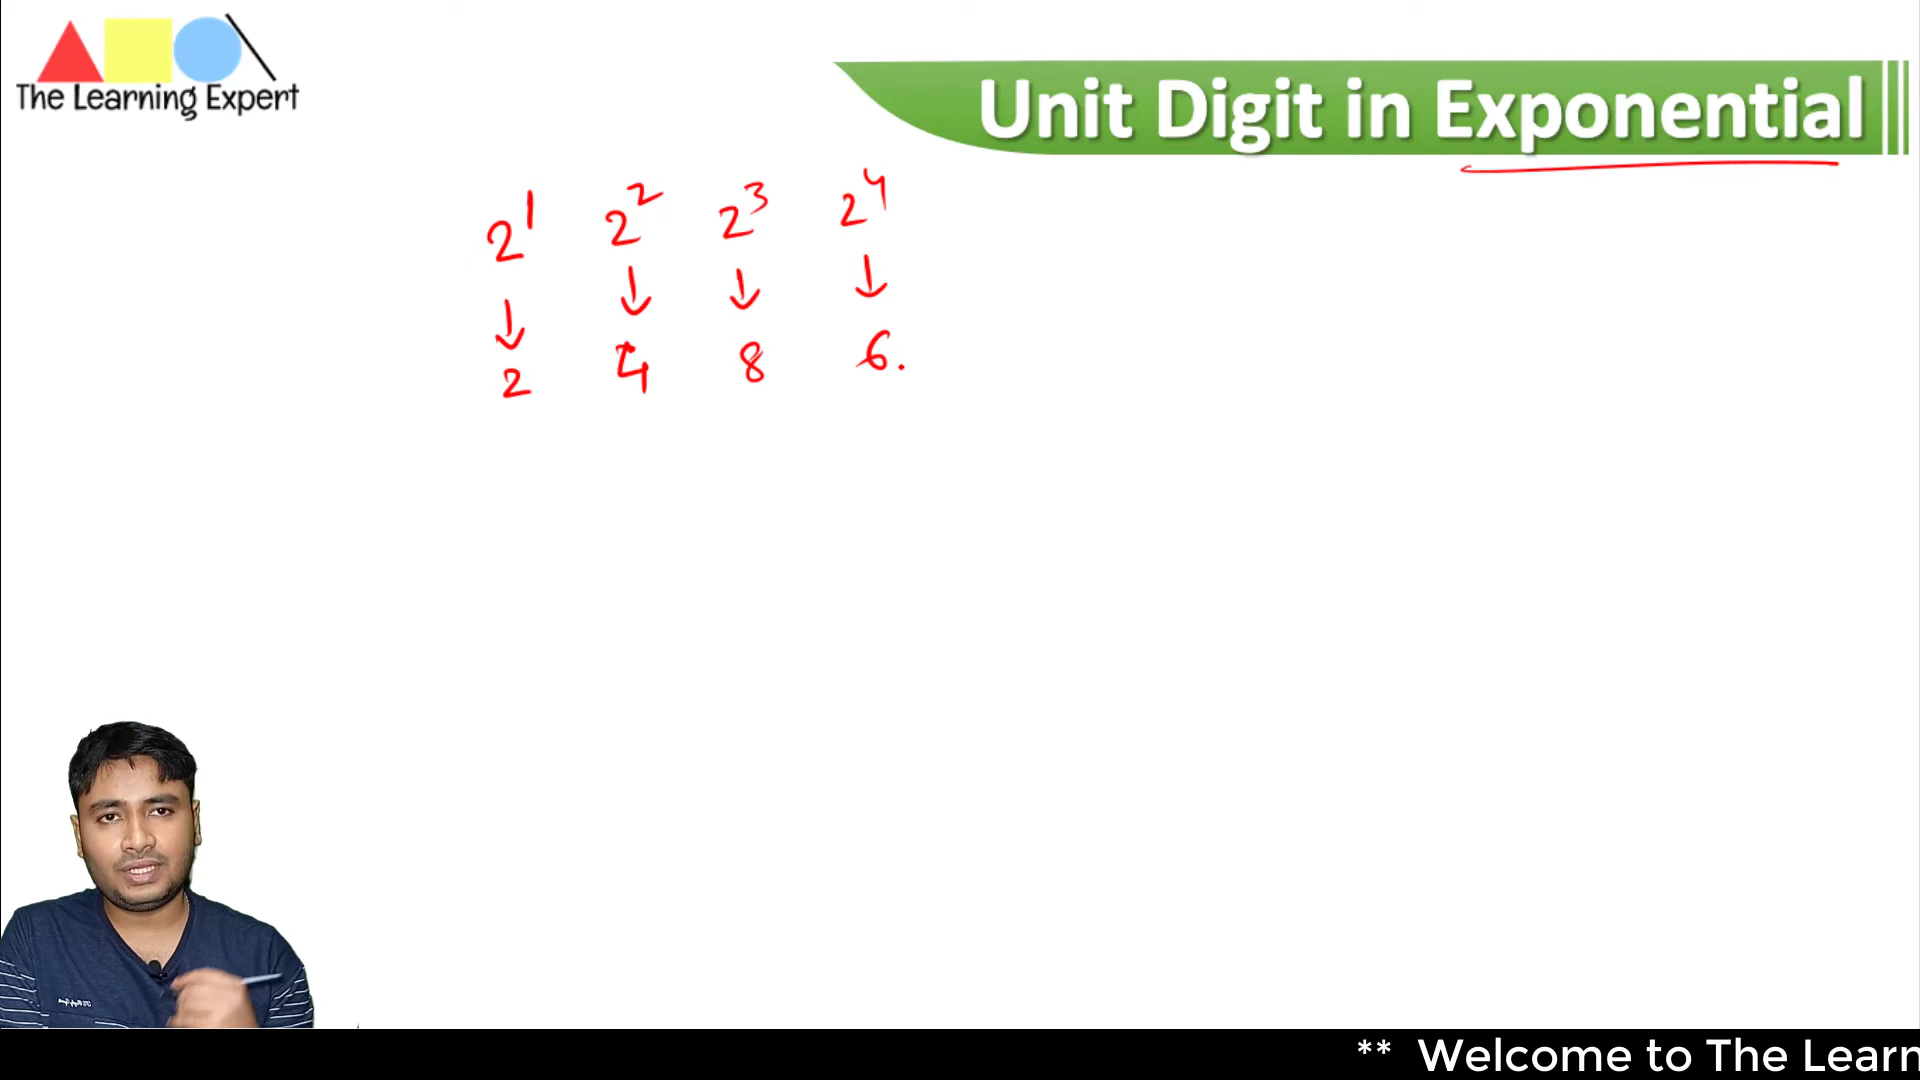 The Learning Expert
Unit Digit in Exponential
2¹ 2² 2³ 2⁴
↓ ↓ ↓ ↓
2 4 8 6.
** Welcome to The Learn